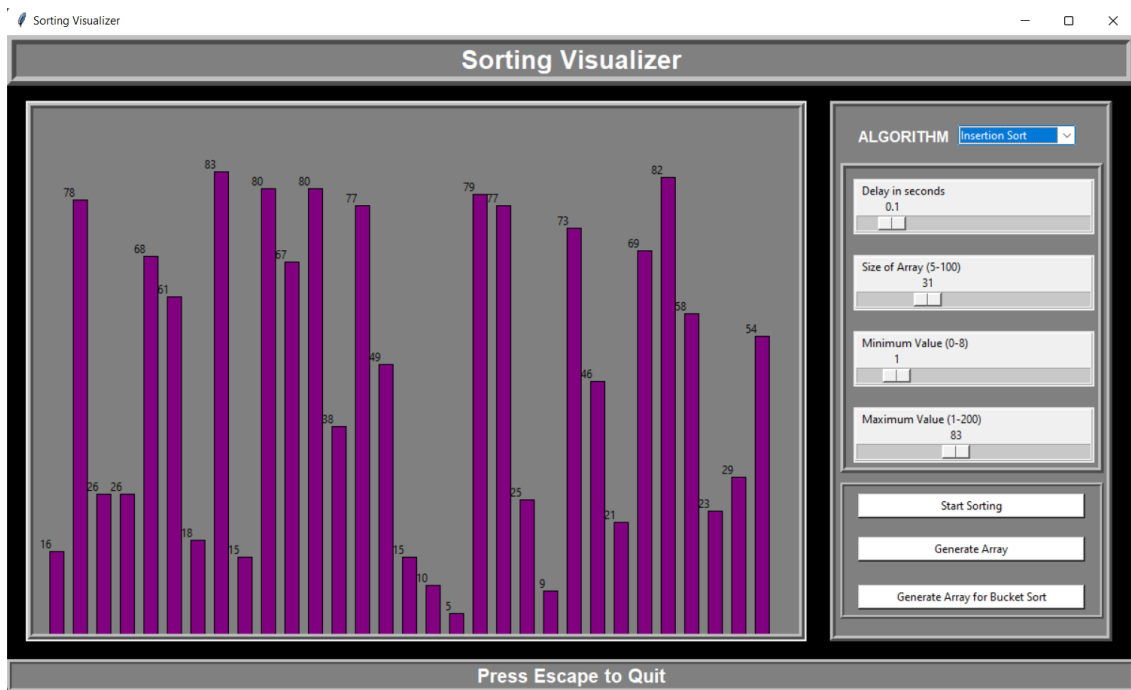 Sorting Visualizer
Sorting Visualizer
ALGORITHM Insertion Sort
Delay in seconds
0.1
Size of Array (5-100)
31
Minimum Value (0-8)
1
Maximum Value (1-200)
83
Start Sorting
Generate Array
Generate Array for Bucket Sort
16 78 26 26 68 61 18 83 15 80 67 80 38 77 49 15 10 5 79 77 25 9 73 46 21 69 82 58 23 29 54
Press Escape to Quit